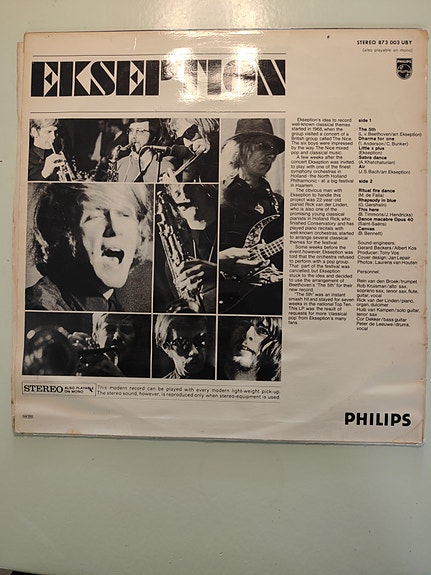 STEREO 873 003 UBY
(also playable on mono)
PHILIPS
EKSEPTION
Ekseption's idea to record
well-known classical themes
started in 1968, when the
group visited a concert of a
British group called The Nice.
The six boys were impressed
by the way The Nice mixed
pop and classical music.
A few weeks after the
concert Ekseption was invited
to play with one of the finest
symphony orchestras in
Holland (the North Holland
Philharmonic) at a big festival
in Haarlem.
The obvious man with
Ekseption to handle this
project was 22-year old
pianist Rick van der Linden,
who is also one of the
promising young classical
pianists in Holland. Rick, who
finished Conservatory and has
played piano recitals with
well-known orchestras, started
to arrange several classical
themes for the festival.
Some weeks before the
event, however, Ekseption was
told that the orchestra refused
to perform with a pop group.
That part of the festival was
cancelled, but Ekseption
stuck to the idea and decided
to use the arrangement of
Beethoven's 'The 5th' for their
new record.
"The 5th" was an instant
smash hit and stayed for seven
weeks in the national Top Ten.
This LP was the result of
requests for more 'classical
pop' from Ekseption's many
fans.
side 1
The 5th
(L. v. Beethoven/arr. Ekseption)
Dharma for one
(I. Anderson/C. Bunker)
Little x plus
(Ekseption)
Sabre dance
(A. Khatchaturian)
Air
(J.S. Bach/arr. Ekseption)
side 2
Ritual fire dance
(M. de Falla)
Rhapsody in blue
(G. Gershwin)
This here
(B. Timmons/J. Hendricks)
Dance macabre Opus 40
(Saint-Saëns)
Canvas
(B. Bennett)
Sound-engineers:
Gerard Beckers/Albert Kos
Producer: Tony Vos
Cover design: Jan Lepair
Photos: Laurens van Houten
Personnel:
Rein van den Broek/trumpet
Rob Kruisman/alto sax,
soprano sax, tenor sax, flute,
guitar, vocal
Rick van der Linden/piano,
organ, dulcimer
Huib van Kampen/solo guitar,
tenor sax
Cor Dekker/bass guitar
Peter de Leeuwe/drums,
vocal
STEREO ALSO PLAYABLE ON MONO
This modern record can be played with every modern light-weight pick-up.
The stereo sound, however, is reproduced only when stereo-equipment is used.
PHILIPS